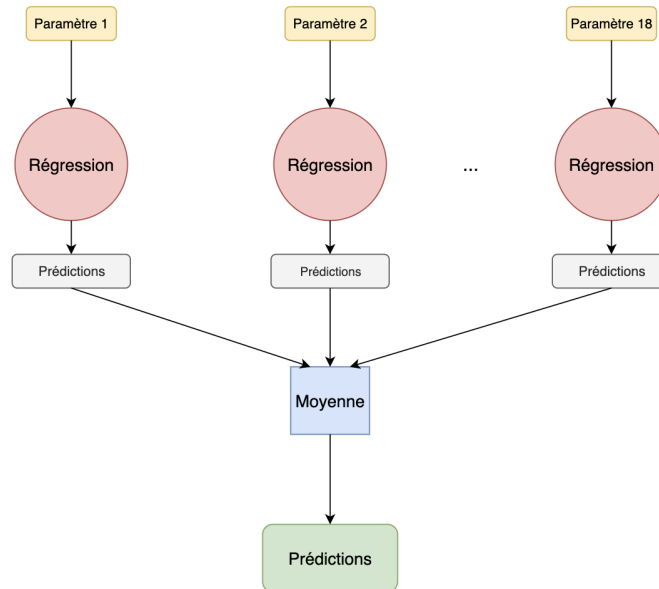 Paramètre 1
Paramètre 2
Paramètre 18
Régression
Régression
...
Régression
Prédictions
Prédictions
Prédictions
Moyenne
Prédictions